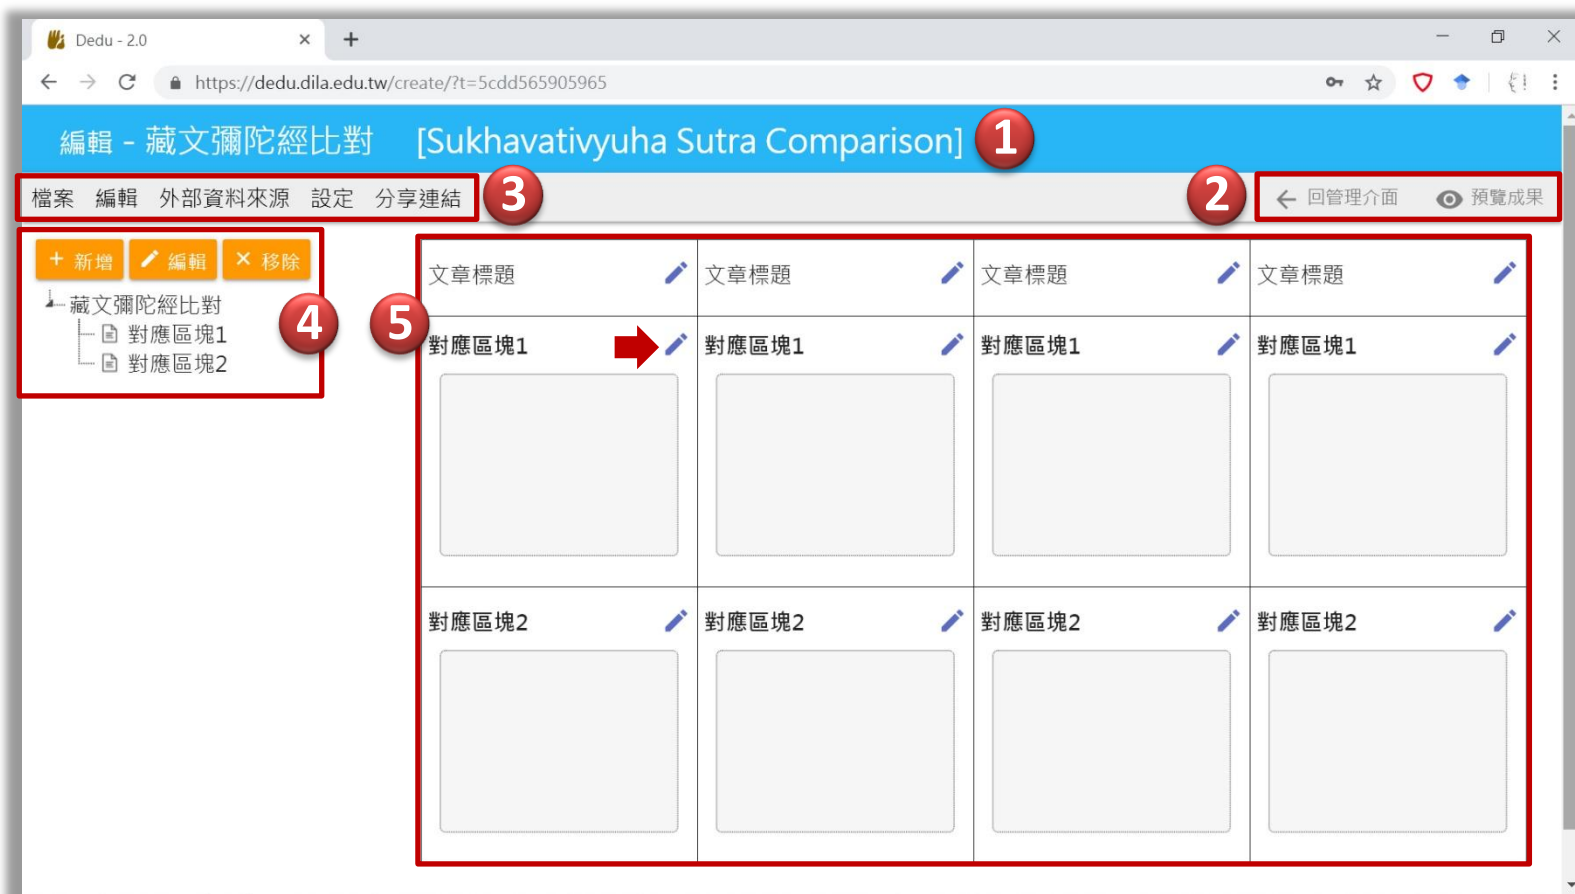 Dedu - 2.0
https://dedu.dila.edu.tw/create/?t=5cdd565905965
編輯 - 藏文彌陀經比對 [Sukhavativyuha Sutra Comparison] 1
檔案 編輯 外部資料來源 設定 分享連結 3 2 回管理介面 預覽成果
+ 新增 編輯 × 移除
藏文彌陀經比對
對應區塊1
對應區塊2
4
5
文章標題 文章標題 文章標題 文章標題
對應區塊1 對應區塊1 對應區塊1 對應區塊1
對應區塊2 對應區塊2 對應區塊2 對應區塊2